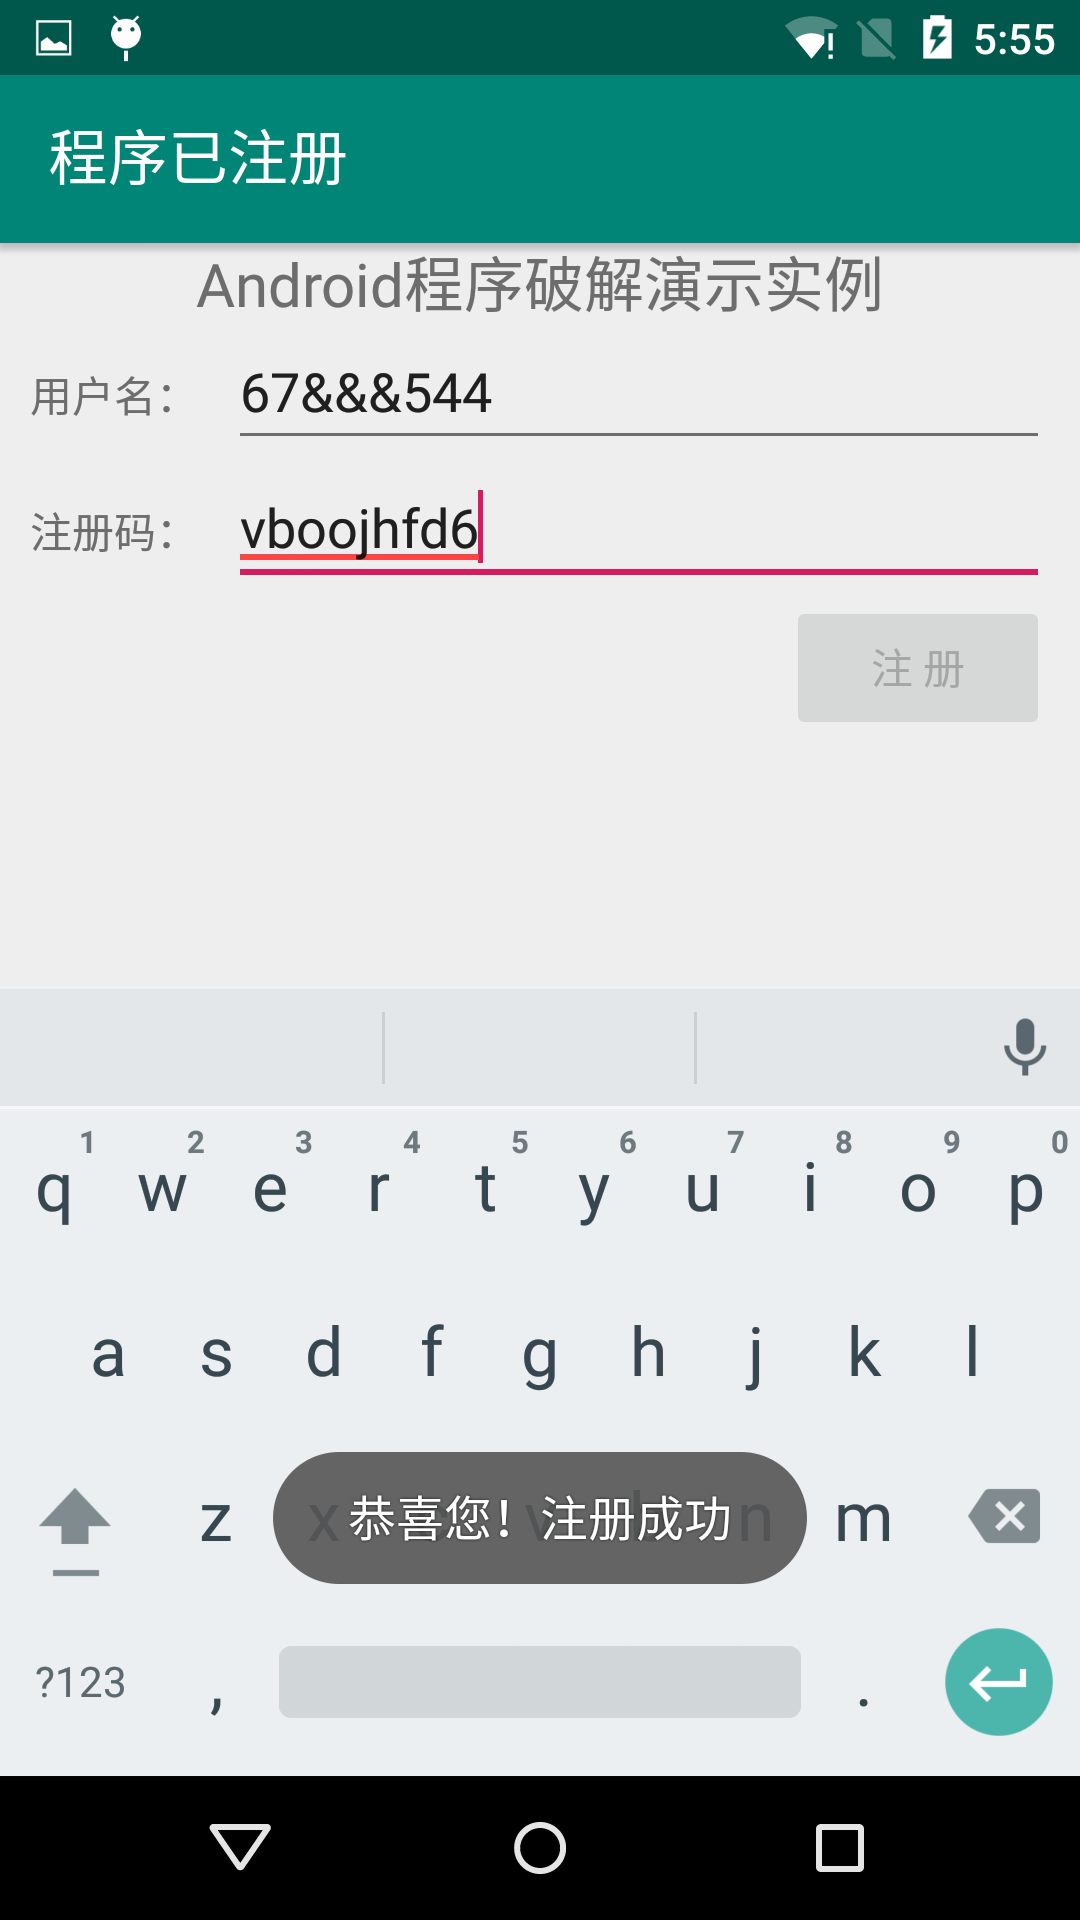 5:55
程序已注册
Android程序破解演示实例
用户名： 67&&&544
注册码： vboojhfd6
注 册
1 2 3 4 5 6 7 8 9 0
q w e r t y u i o p
a s d f g h j k l
z x v b n m
恭喜您！注册成功
?123 , .